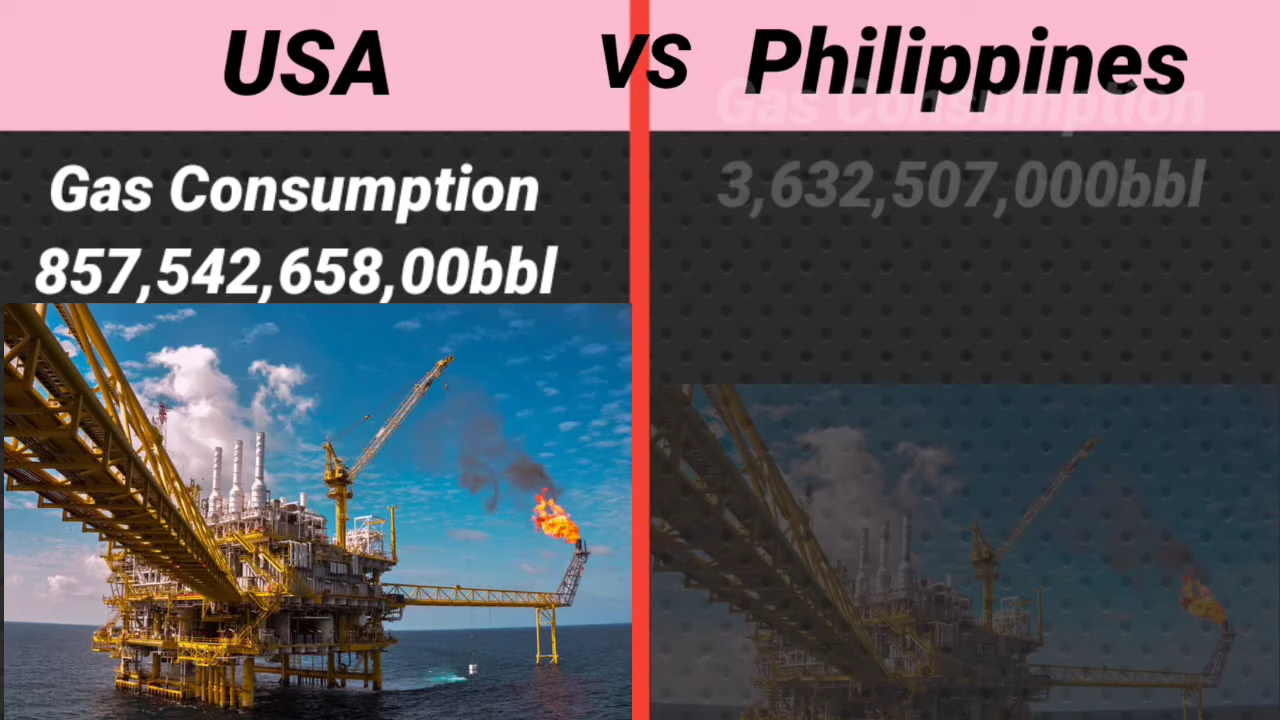 USA
VS
Philippines
Gas Consumption
857,542,658,00bbl
Gas Consumption
3,632,507,000bbl